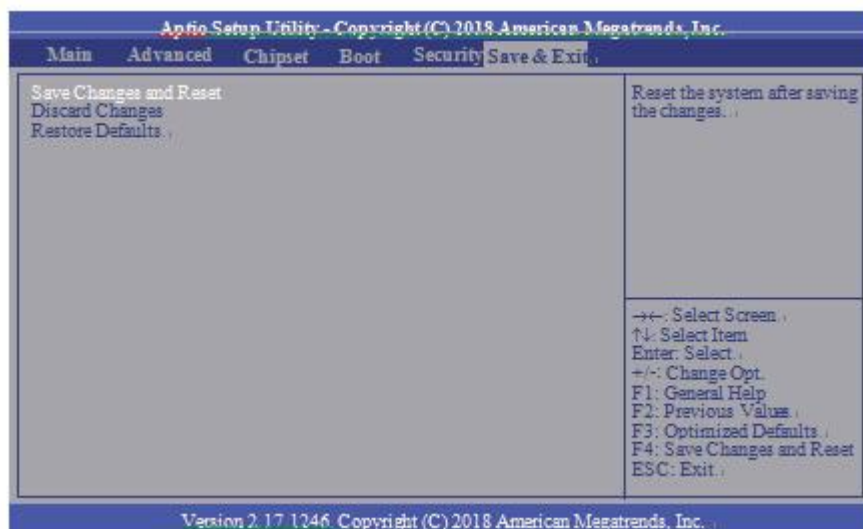 Aptio Setup Utility - Copyright (C) 2018 American Megatrends, Inc.
Main Advanced Chipset Boot Security Save & Exit
Save Changes and Reset
Discard Changes
Restore Defaults
Reset the system after saving
the changes.
→←: Select Screen
↑↓: Select Item
Enter: Select
+/-: Change Opt.
F1: General Help
F2: Previous Values
F3: Optimized Defaults
F4: Save Changes and Reset
ESC: Exit
Version 2.17.1246. Copyright (C) 2018 American Megatrends, Inc.